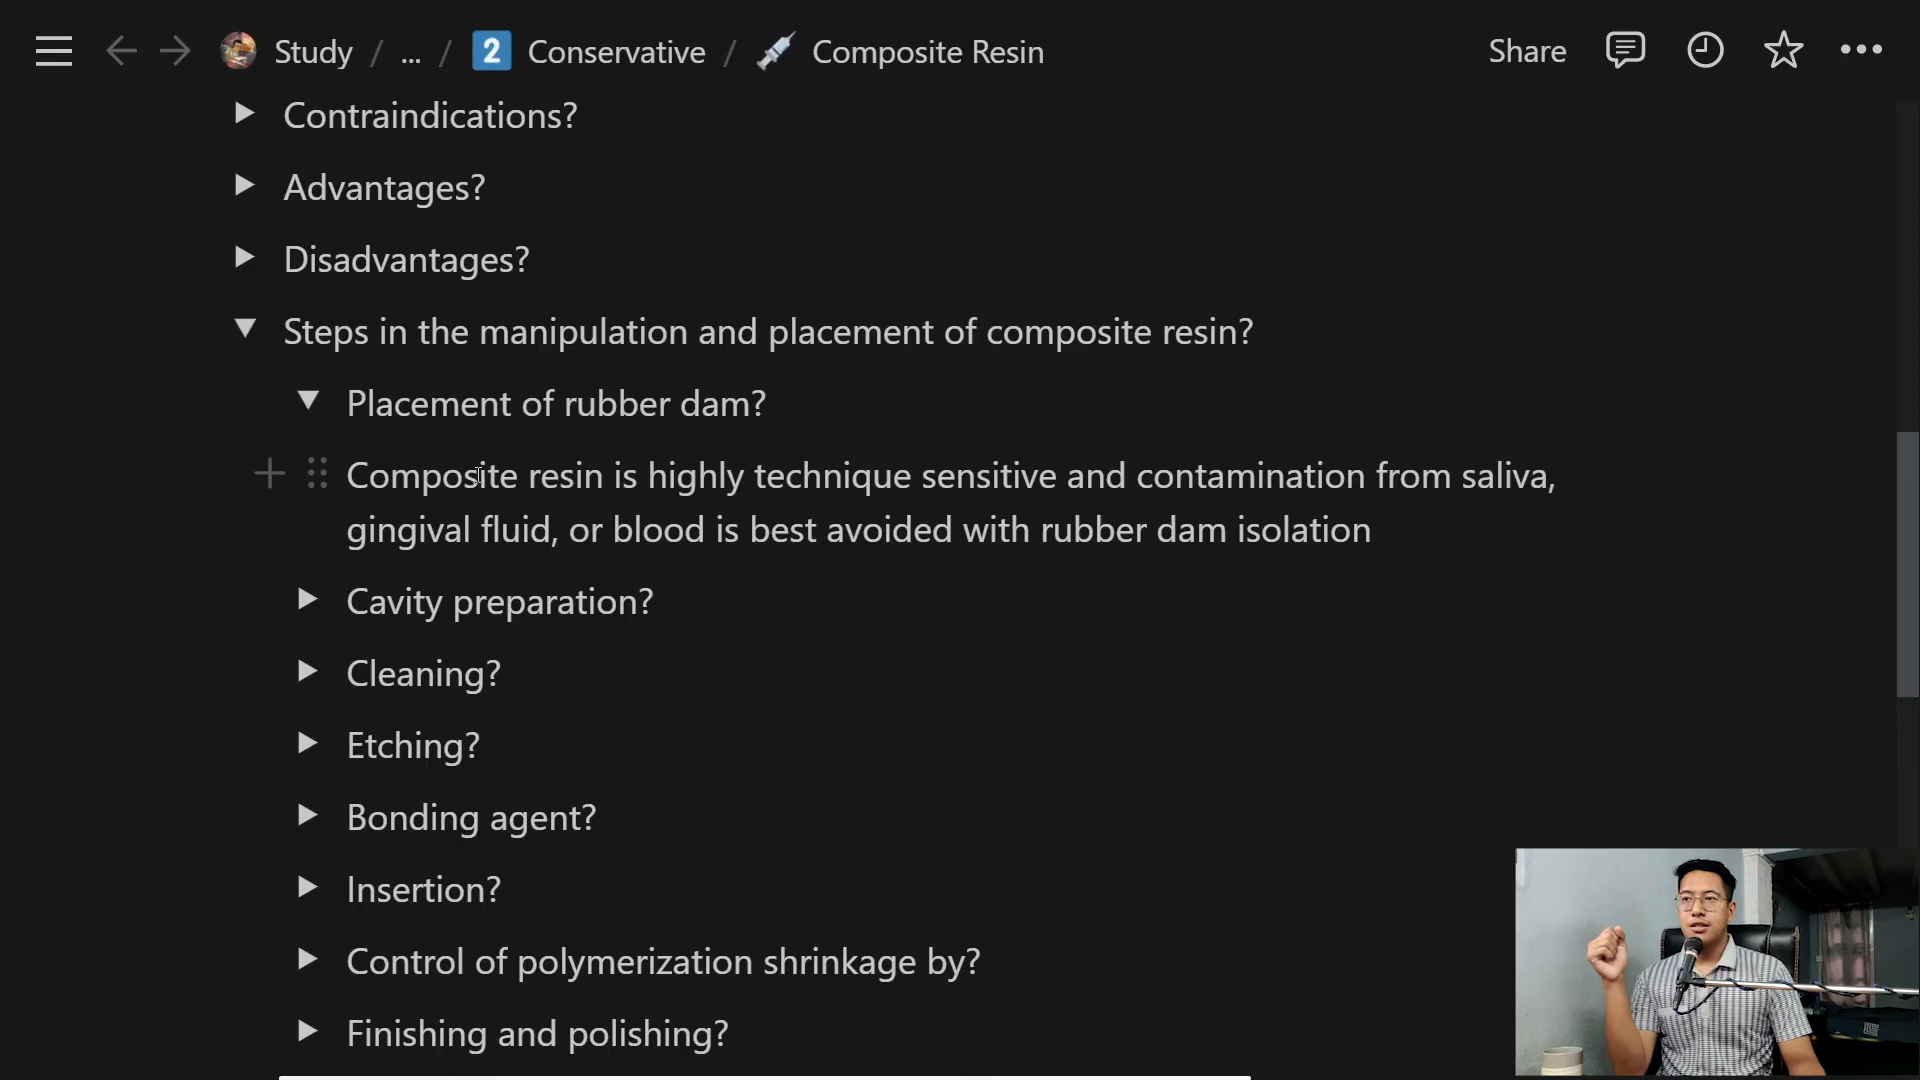 Study / ... / 2 Conservative / Composite Resin
Share
Contraindications?
Advantages?
Disadvantages?
Steps in the manipulation and placement of composite resin?
Placement of rubber dam?
Composite resin is highly technique sensitive and contamination from saliva,
gingival fluid, or blood is best avoided with rubber dam isolation
Cavity preparation?
Cleaning?
Etching?
Bonding agent?
Insertion?
Control of polymerization shrinkage by?
Finishing and polishing?